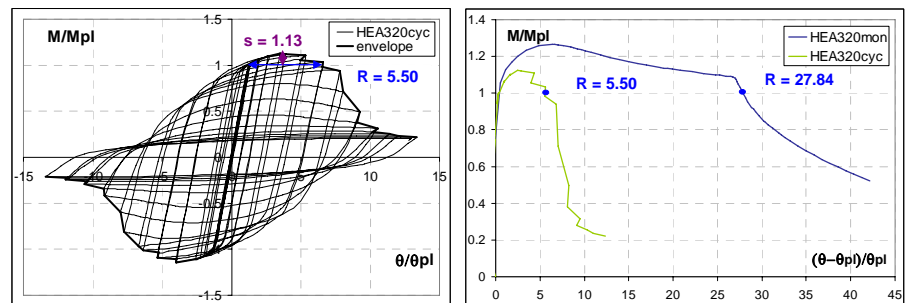 M/Mpl
HEA320cyc
envelope
s = 1.13
R = 5.50
1.5
1
0.5
0
-0.5
-1.5
-15
-10
-5
0
5
10
15
θ/θpl
M/Mpl
HEA320mon
HEA320cyc
R = 5.50
R = 27.84
1.4
1.2
1
0.8
0.6
0.4
0.2
0
0 5 10 15 20 25 30 35 40 45
(θ-θpl)/θpl